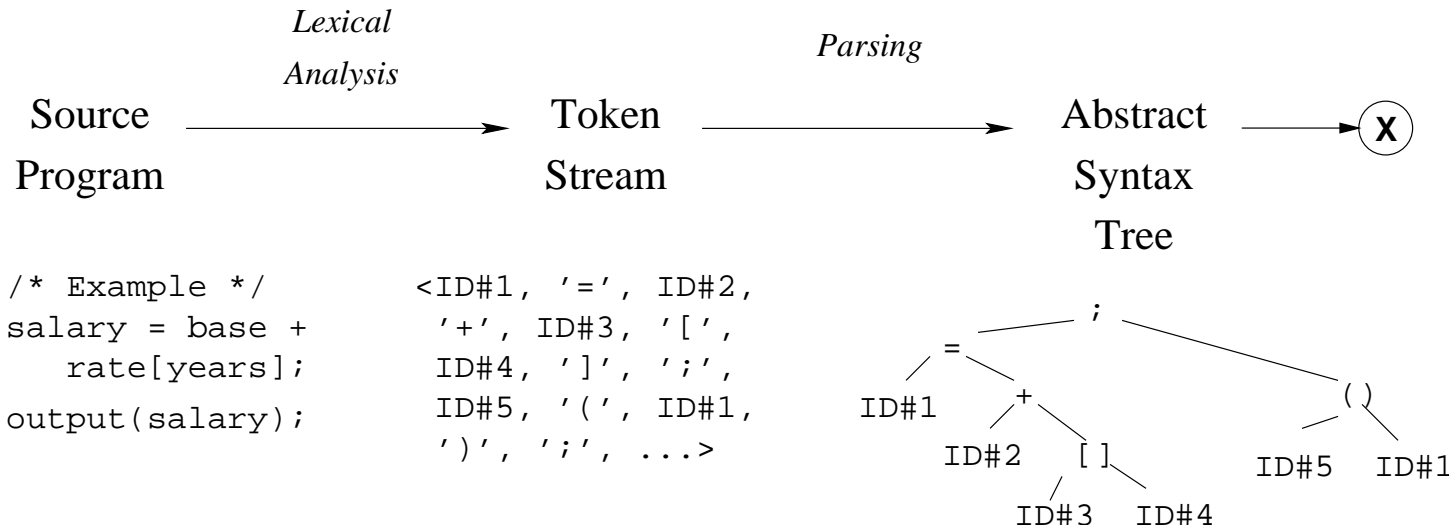 Lexical
Analysis
Parsing
Source
Program
Token
Stream
Abstract
Syntax
Tree
X
/* Example */
salary = base +
rate[years];
output(salary);
<ID#1, '=', ID#2,
'+', ID#3, '[',
ID#4, ']', ';',
ID#5, '(', ID#1,
')', ';', ...>
;
=
()
ID#1
+
ID#2
[]
ID#5
ID#1
ID#3
ID#4